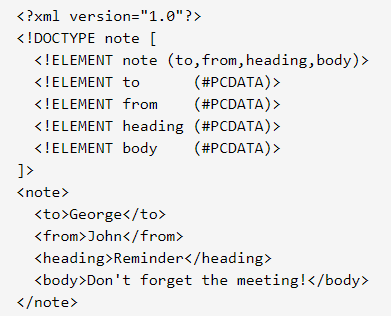 <?xml version="1.0"?>
<!DOCTYPE note [
  <!ELEMENT note (to,from,heading,body)>
  <!ELEMENT to      (#PCDATA)>
  <!ELEMENT from    (#PCDATA)>
  <!ELEMENT heading (#PCDATA)>
  <!ELEMENT body    (#PCDATA)>
]>
<note>
  <to>George</to>
  <from>John</from>
  <heading>Reminder</heading>
  <body>Don't forget the meeting!</body>
</note>